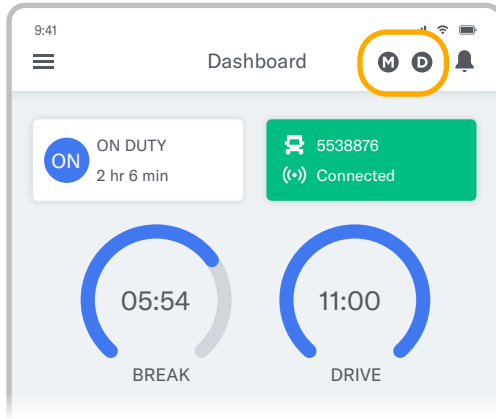 9:41
Dashboard M D
ON ON DUTY
2 hr 6 min
5538876
Connected
05:54
BREAK
11:00
DRIVE